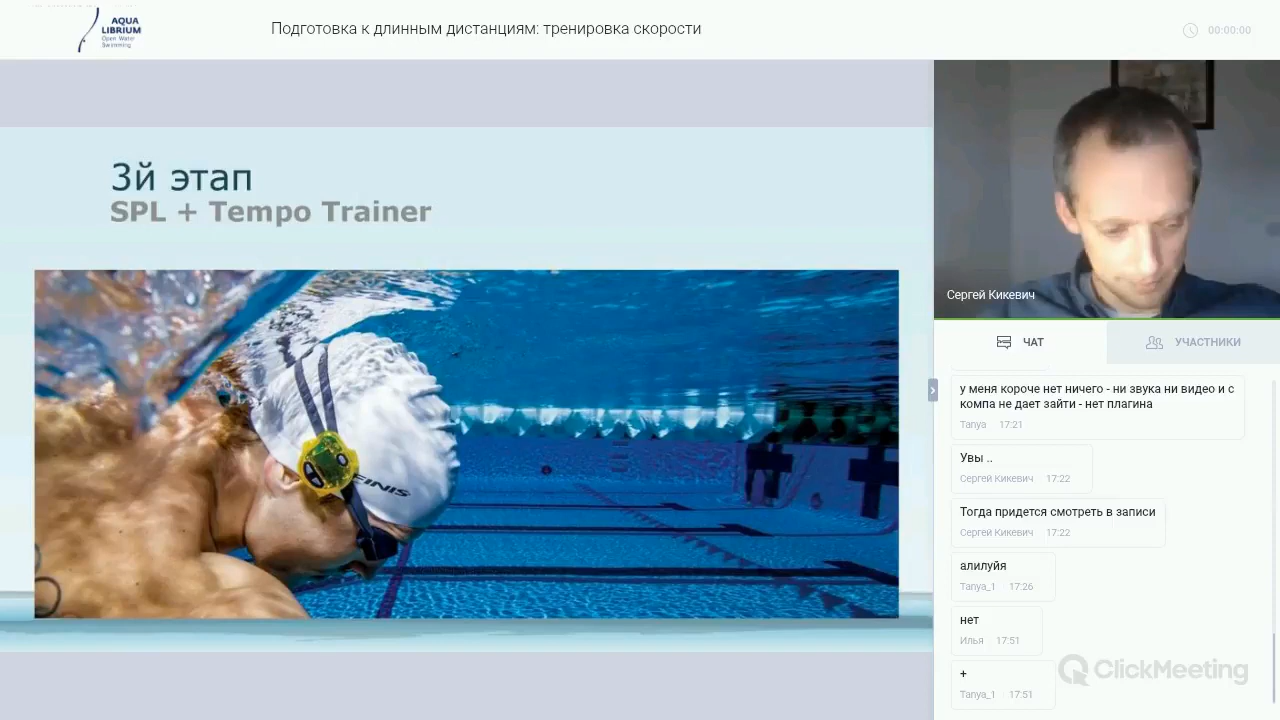 AQUA
LIBRIUM
Open Water
Swimming
Подготовка к длинным дистанциям: тренировка скорости
00:00:00
3й этап
SPL + Tempo Trainer
EINIS
Сергей Кикевич
ЧАТ
УЧАСТНИКИ
у меня короче нет ничего - ни звука ни видео и с
компа не дает зайти - нет плагина
Tanya 17:21
Увы ..
Сергей Кикевич 17:22
Тогда придется смотреть в записи
Сергей Кикевич 17:22
алилуйя
Tanya_1 17:26
нет
Илья 17:51
+
Tanya_1 17:51
ClickMeeting